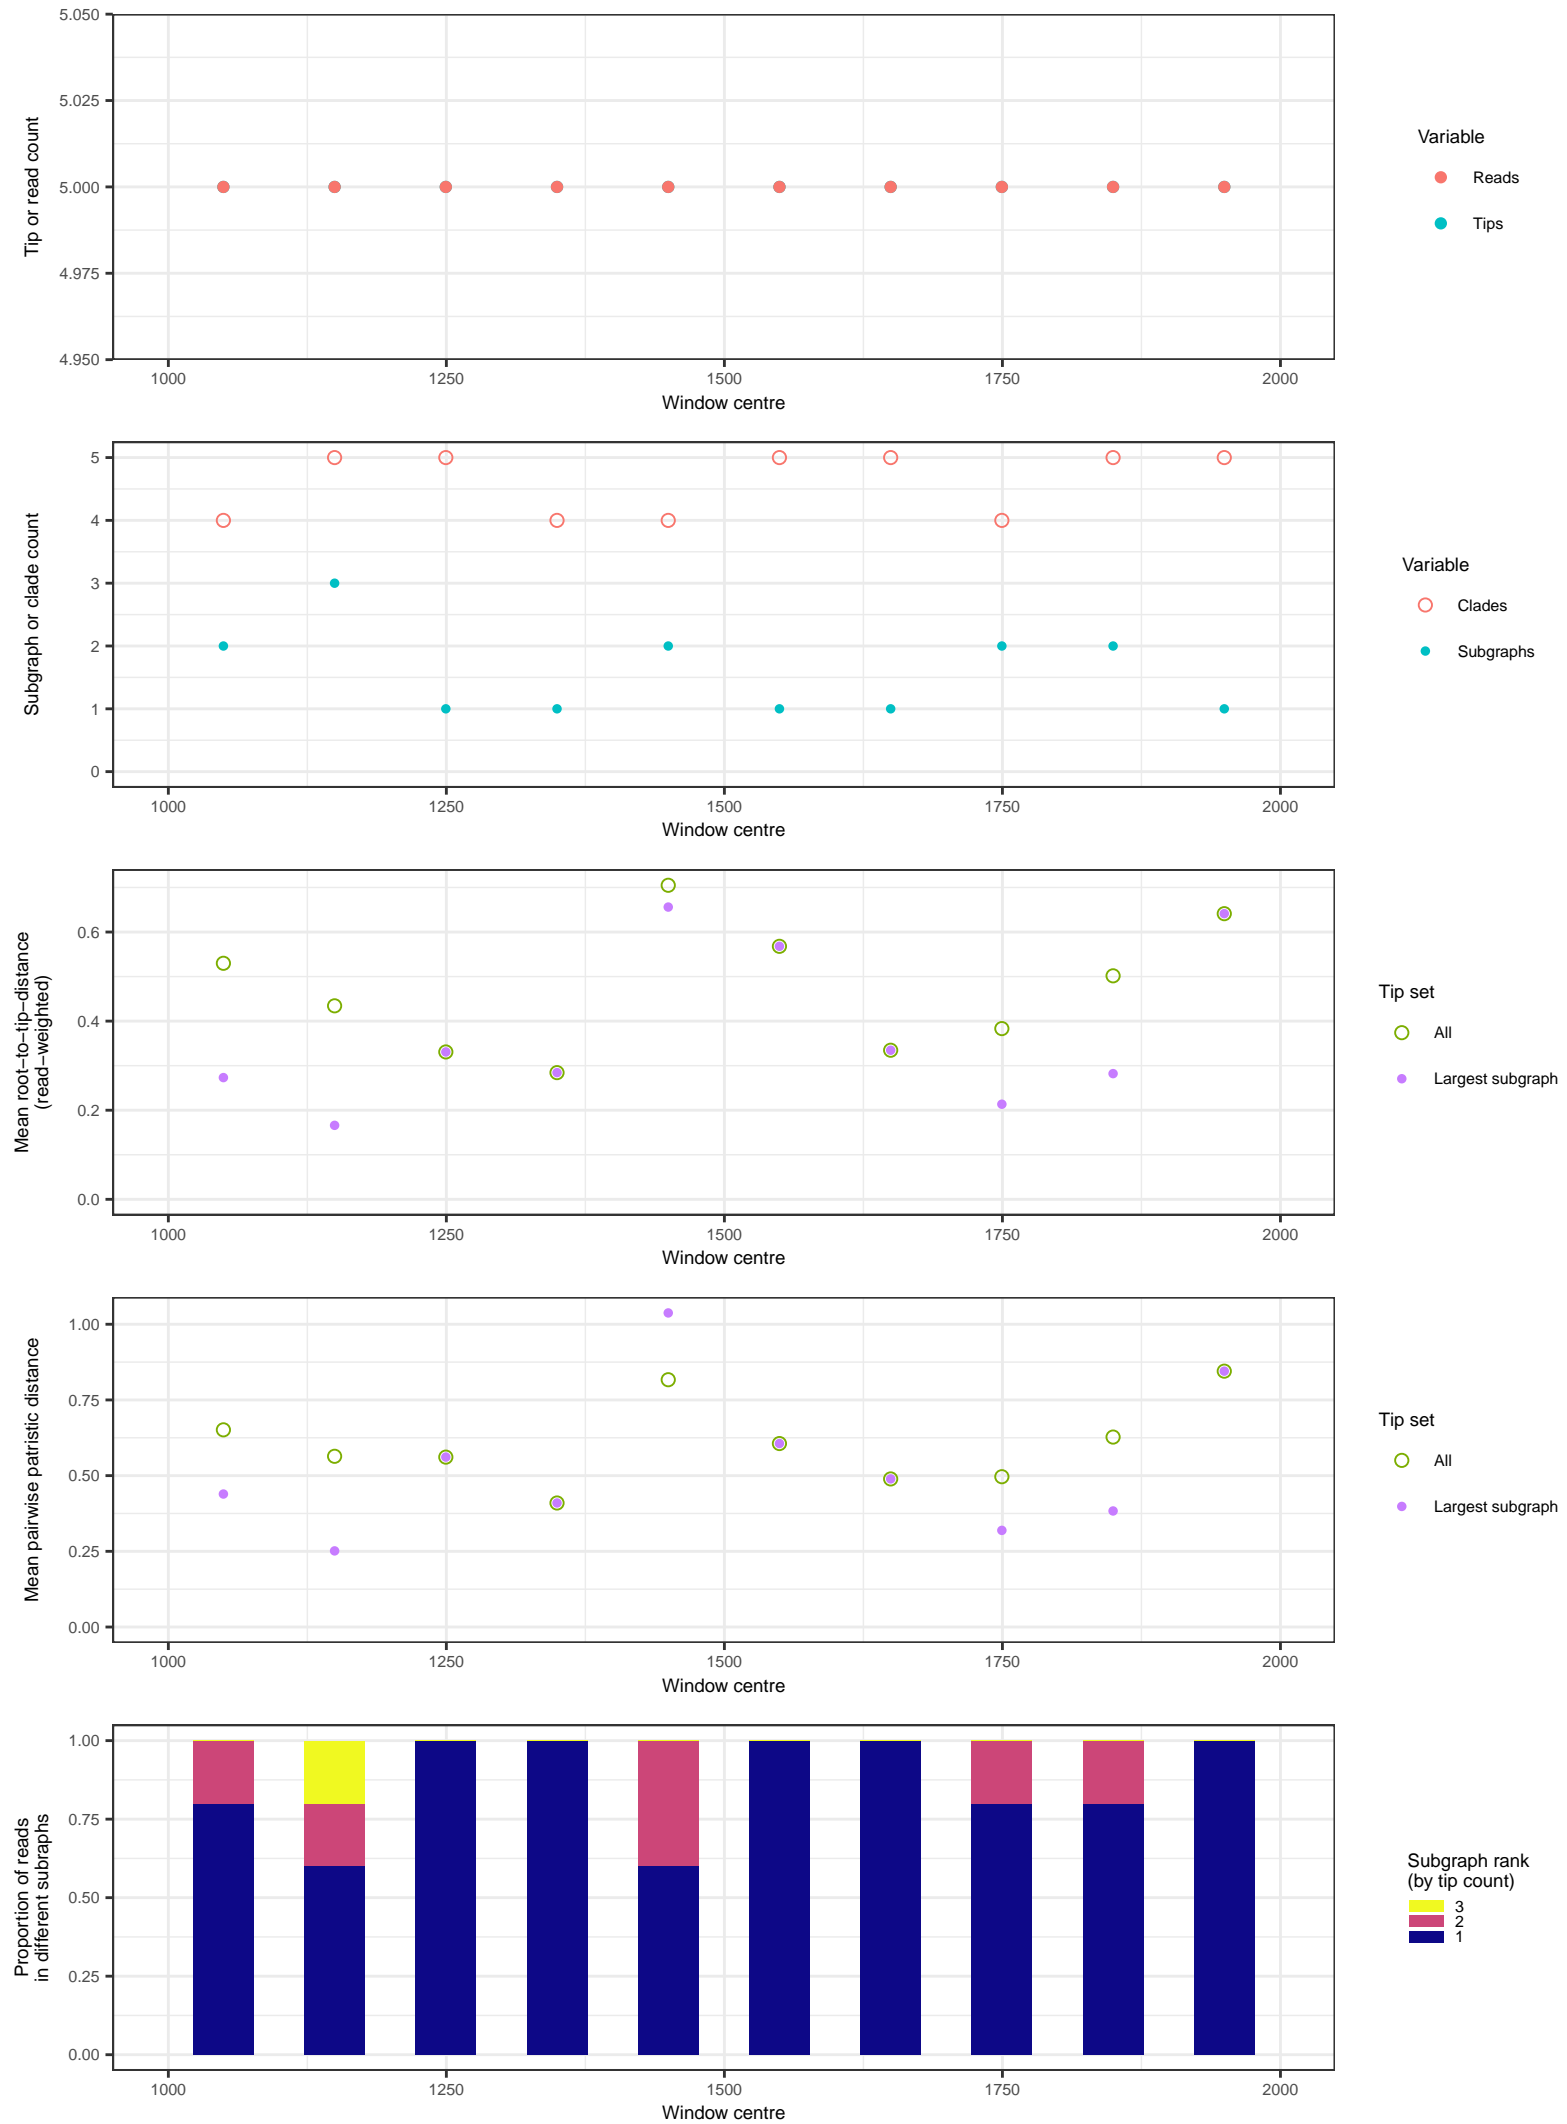 5.050
5.025
5.000
4.975
4.950
Tip or read count
1000 1250 1500 1750 2000
Window centre
Variable
Reads
Tips
5
4
3
2
1
0
Subgraph or clade count
1000 1250 1500 1750 2000
Window centre
Variable
Clades
Subgraphs
0.6
0.4
0.2
0.0
Mean root−to−tip−distance
(read−weighted)
1000 1250 1500 1750 2000
Window centre
Tip set
All
Largest subgraph
1.00
0.75
0.50
0.25
0.00
Mean pairwise patristic distance
1000 1250 1500 1750 2000
Window centre
Tip set
All
Largest subgraph
1.00
0.75
0.50
0.25
0.00
Proportion of reads
in different subraphs
1000 1250 1500 1750 2000
Window centre
Subgraph rank
(by tip count)
3
2
1